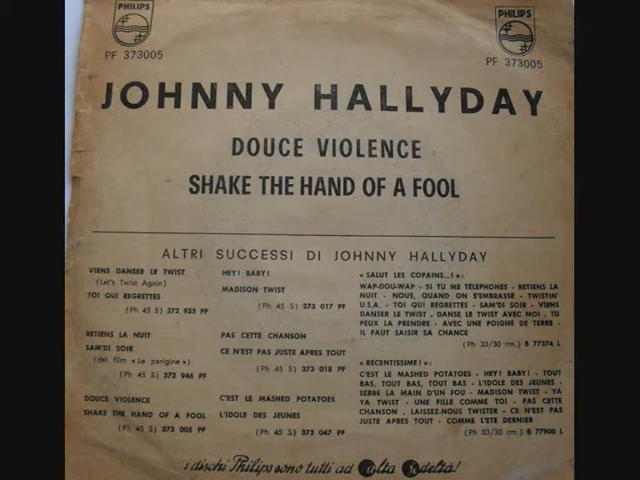 PHILIPS
PF 373005
PHILIPS
PF 373005
JOHNNY HALLYDAY
DOUCE VIOLENCE
SHAKE THE HAND OF A FOOL
ALTRI SUCCESSI DI JOHNNY HALLYDAY
VIENS DANSER LE TWIST
(Let's Twist Again)
TOI QUI REGRETTES
(Ph 45 S) 372 933 PF
RETIENS LA NUIT
SAM'DI SOIR
(dal film « Le parigine »)
(Ph 45 S) 372 946 PF
DOUCE VIOLENCE
SHAKE THE HAND OF A FOOL
(Ph 45 S) 373 005 PF
HEY! BABY!
MADISON TWIST
(Ph 45 S) 373 017 PF
PAS CETTE CHANSON
CE N'EST PAS JUSTE APRES TOUT
(Ph 45 S) 373 018 PF
C'EST LE MASHED POTATOES
L'IDOLE DES JEUNES
(Ph 45 S) 373 047 PF
« SALUT LES COPAINS...! »:
WAP-DOU-WAP - SI TU ME TELEPHONES - RETIENS LA
NUIT - NOUS, QUAND ON S'EMBRASSE - TWISTIN'
U.S.A. - TOI QUI REGRETTES - SAM'DI SOIR - VIENS
DANSER LE TWIST , DANSE LE TWIST AVEC MOI , TU
PEUX LA PRENDRE - AVEC UNE POIGNE DE TERRE -
IL FAUT SAISIR SA CHANCE
(Ph 33/30 cm.) B 77374 L
« RECENTISSIME! »:
C'EST LE MASHED POTATOES - HEY! BABY! - TOUT
BAS, TOUT BAS, TOUT BAS - L'IDOLE DES JEUNES -
SERRE LA MAIN D'UN FOU - MADISON TWIST - YA
YA TWIST - UNE FILLE COMME TOI - PAS CETTE
CHANSON , LAISSEZ-NOUS TWISTER - CE N'EST PAS
JUSTE APRES TOUT - COMME L'ETE DERNIER
(Ph 33/30 cm.) B 77900 L
i dischi Philips sono tutti ad alta fedeltà!